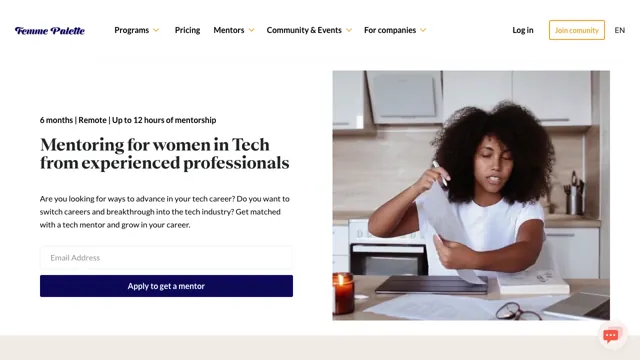 Femme Palette
Programs
Pricing
Mentors
Community & Events
For companies
Log in
Join comunity
EN
6 months | Remote | Up to 12 hours of mentorship
Mentoring for women in Tech
from experienced professionals
Are you looking for ways to advance in your tech career? Do you want to
switch careers and breakthrough into the tech industry? Get matched
with a tech mentor and grow in your career.
Email Address
Apply to get a mentor